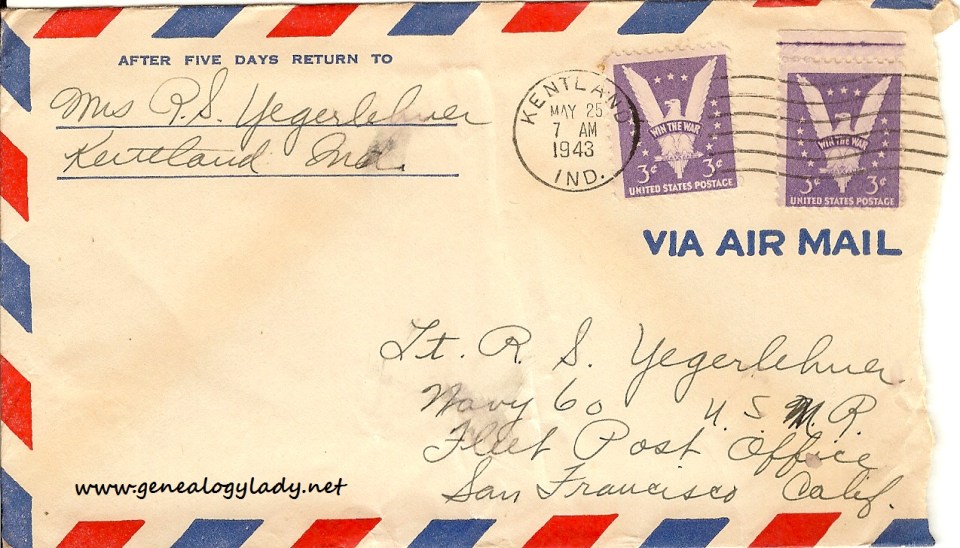 AFTER FIVE DAYS RETURN TO
Mrs R. S. Yegerlehner
Kentland Ind.
KENTLAND
MAY 25
7 AM
1943
IND.
WIN THE WAR
3¢ 3¢
UNITED STATES POSTAGE
WIN THE WAR
3¢ 3¢
UNITED STATES POSTAGE
VIA AIR MAIL
Lt. R. S. Yegerlehner
Navy 60 U.S.N.R.
Fleet Post Office
San Francisco Calif.
www.genealogylady.net